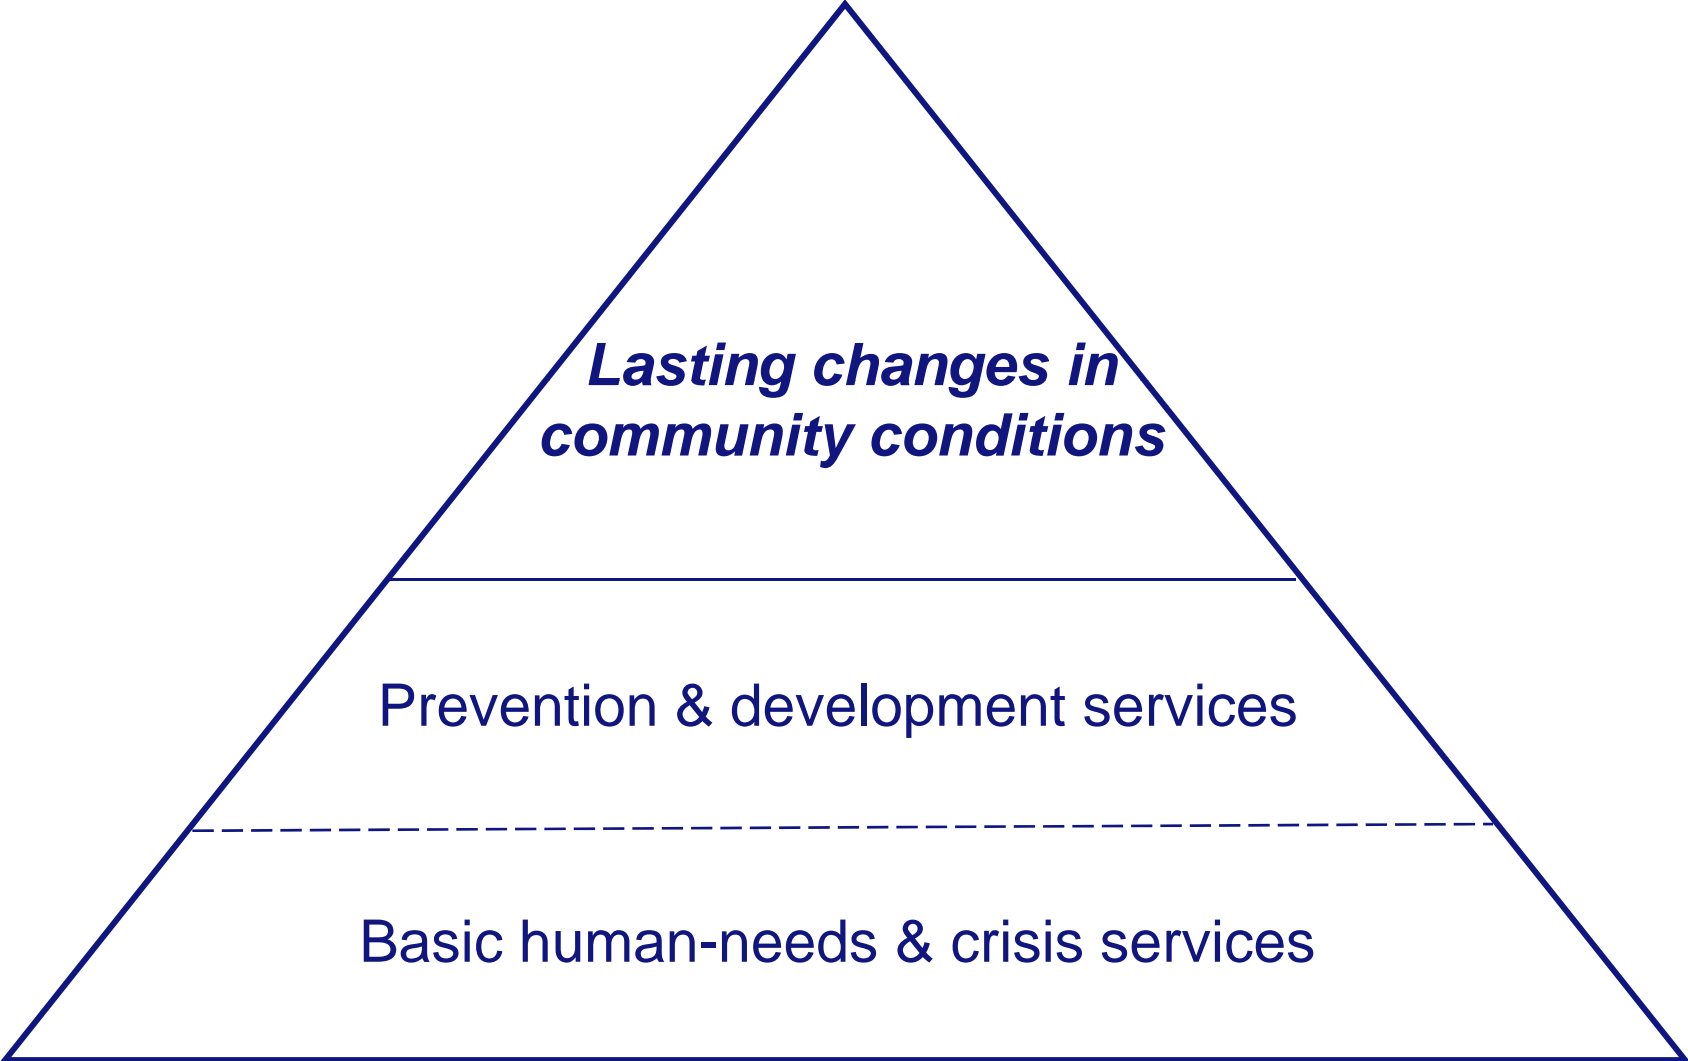 Lasting changes in
community conditions
Prevention & development services
Basic human-needs & crisis services